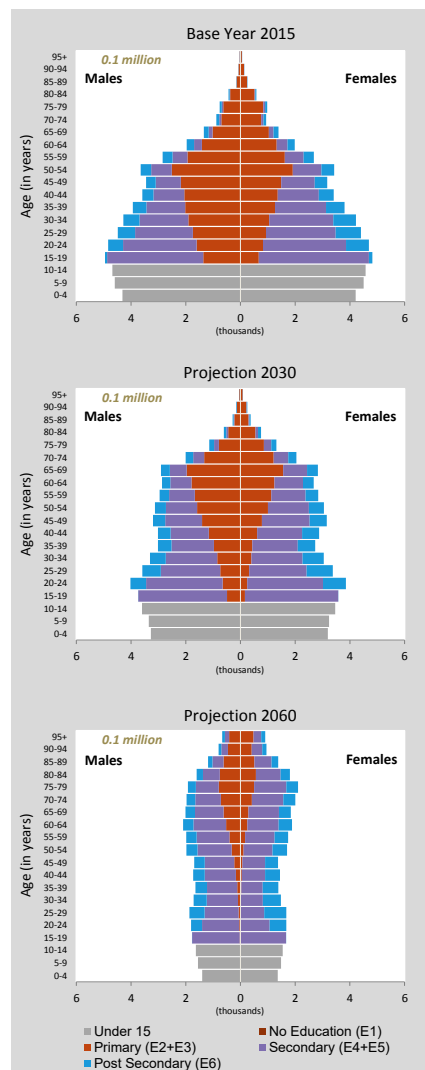 Base Year 2015
0.1 million
Males
Females
Age (in years)
95+
90-94
85-89
80-84
75-79
70-74
65-69
60-64
55-59
50-54
45-49
40-44
35-39
30-34
25-29
20-24
15-19
10-14
5-9
0-4
6 4 2 0 2 4 6
(thousands)
Projection 2030
0.1 million
Males
Females
Age (in years)
95+
90-94
85-89
80-84
75-79
70-74
65-69
60-64
55-59
50-54
45-49
40-44
35-39
30-34
25-29
20-24
15-19
10-14
5-9
0-4
6 4 2 0 2 4 6
(thousands)
Projection 2060
0.1 million
Males
Females
Age (in years)
95+
90-94
85-89
80-84
75-79
70-74
65-69
60-64
55-59
50-54
45-49
40-44
35-39
30-34
25-29
20-24
15-19
10-14
5-9
0-4
6 4 2 0 2 4 6
(thousands)
Under 15
No Education (E1)
Primary (E2+E3)
Secondary (E4+E5)
Post Secondary (E6)